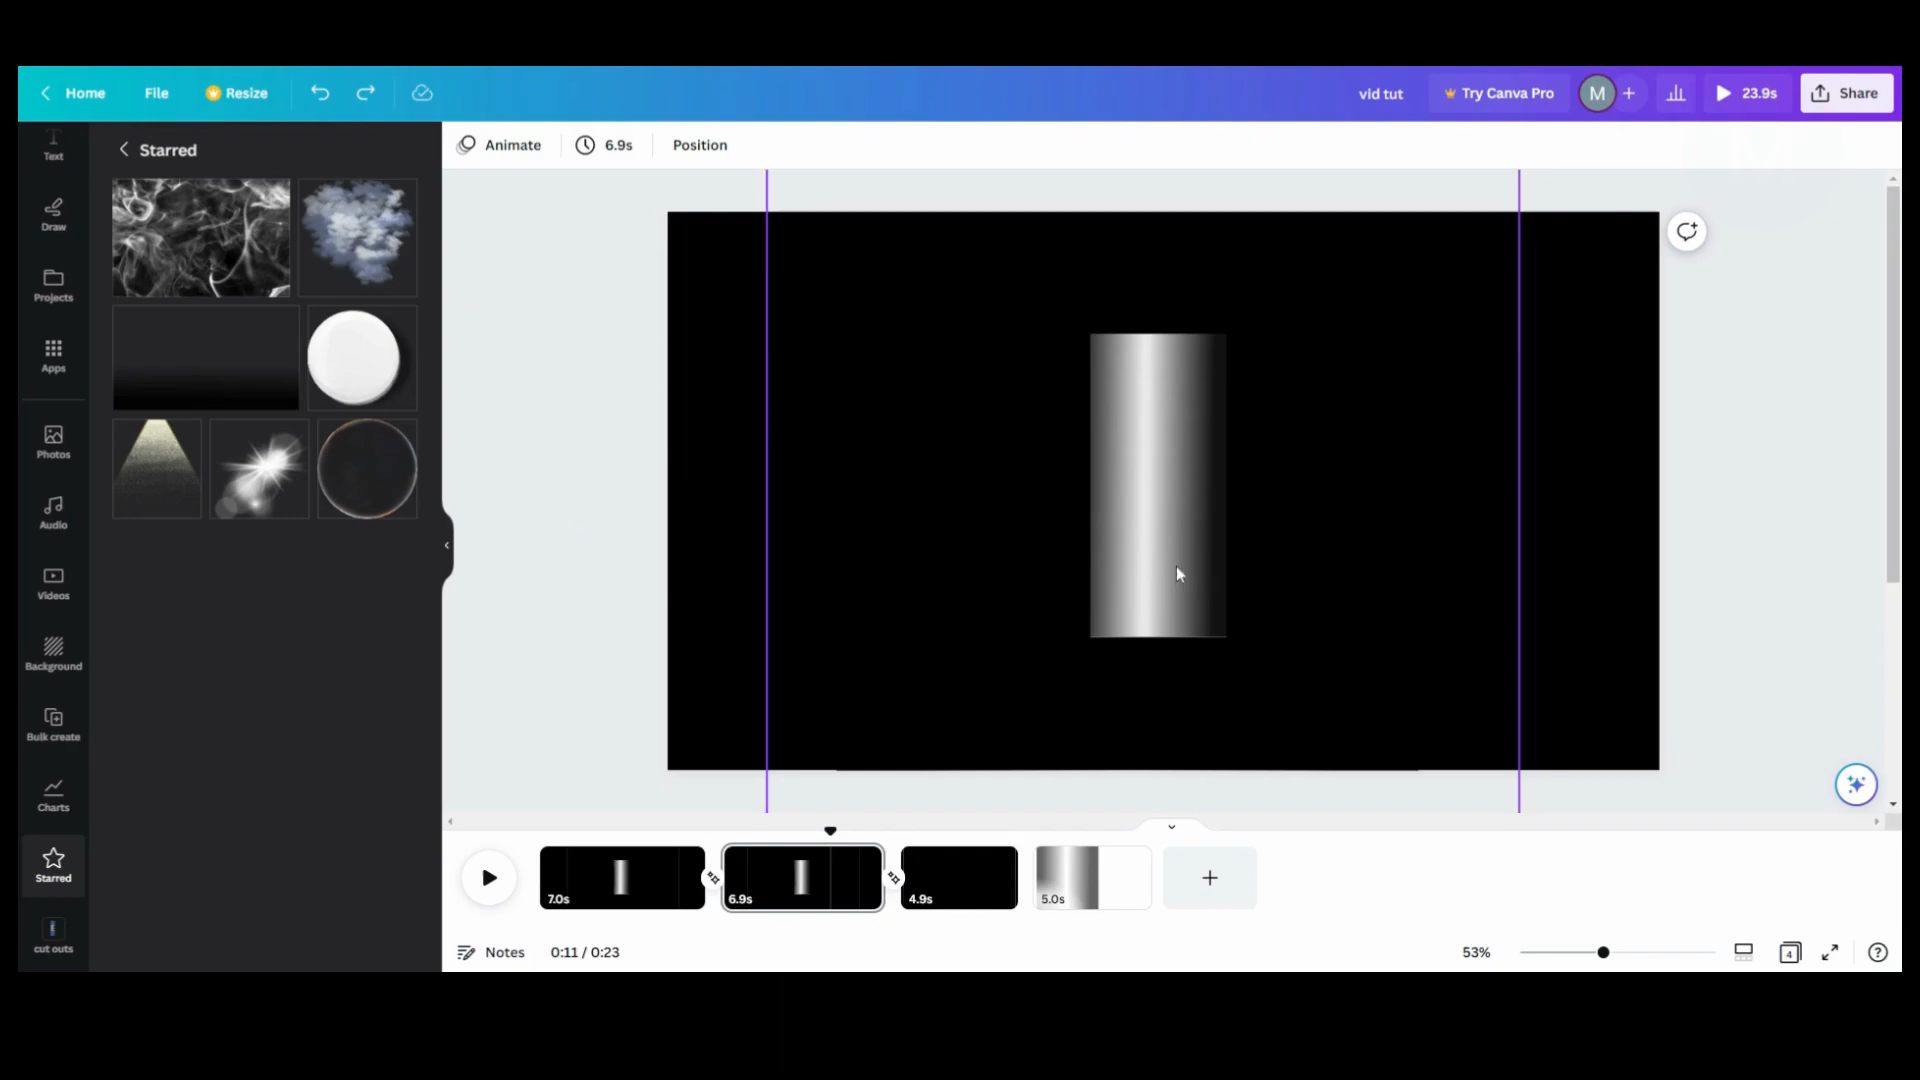 Home File Resize vid tut Try Canva Pro M + 23.9s Share
Text
Starred
Animate 6.9s Position
Draw
Projects
Apps
Photos
Audio
Videos
Background
Bulk create
Charts
Starred
cut outs
7.0s 6.9s 4.9s 5.0s +
Notes 0:11 / 0:23 53% 4 ?